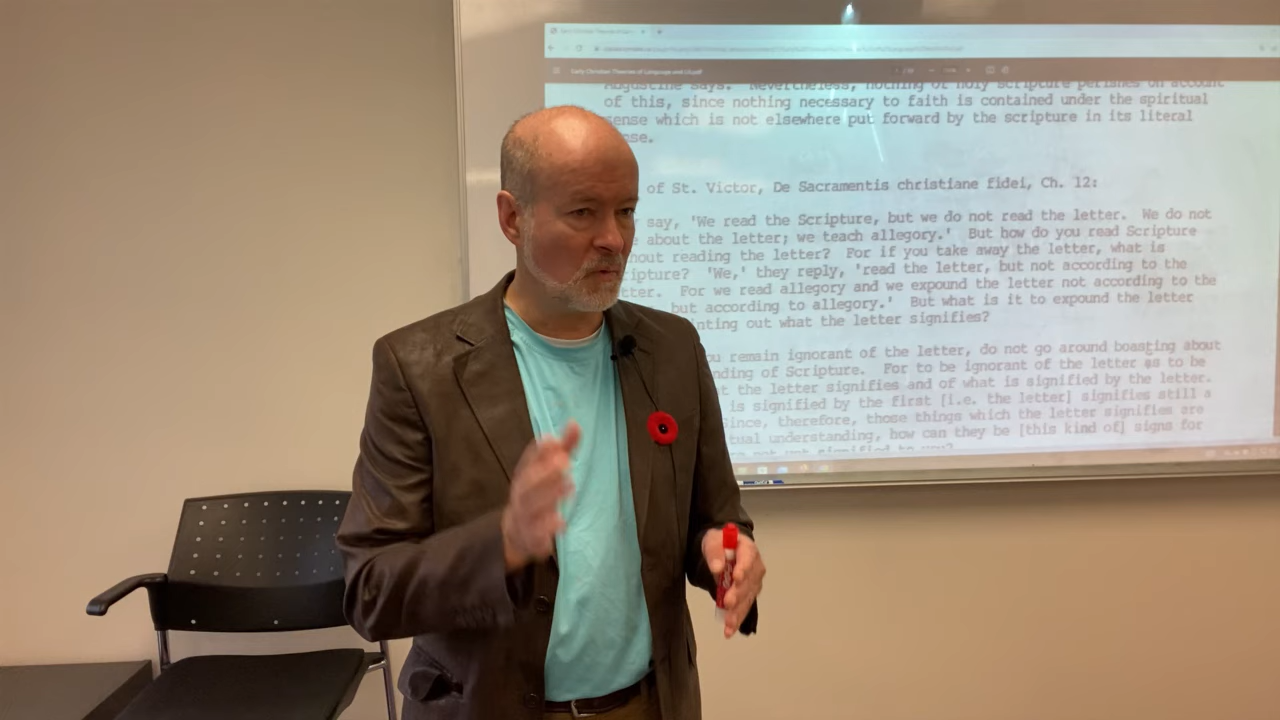 Early Christian Theories of Language and Lit.pdf
Augustine says. Nevertheless, nothing of holy scripture perishes on account
of this, since nothing necessary to faith is contained under the spiritual
sense which is not elsewhere put forward by the scripture in its literal
of St. Victor, De Sacramentis christiane fidei, Ch. 12:
say, 'We read the Scripture, but we do not read the letter. We do not
about the letter; we teach allegory.' But how do you read Scripture
reading the letter? For if you take away the letter, what is
'We,' they reply, 'read the letter, but not according to the
For we read allegory and we expound the letter not according to the
but according to allegory.' But what is it to expound the letter
out what the letter signifies?
remain ignorant of the letter, do not go around boasting about
of Scripture. For to be ignorant of the letter is to be
the letter signifies and of what is signified by the letter.
is signified by the first [i.e. the letter] signifies still a
Since, therefore, those things which the letter signifies are
understanding, how can they be [this kind of] signs for
not signified to you?